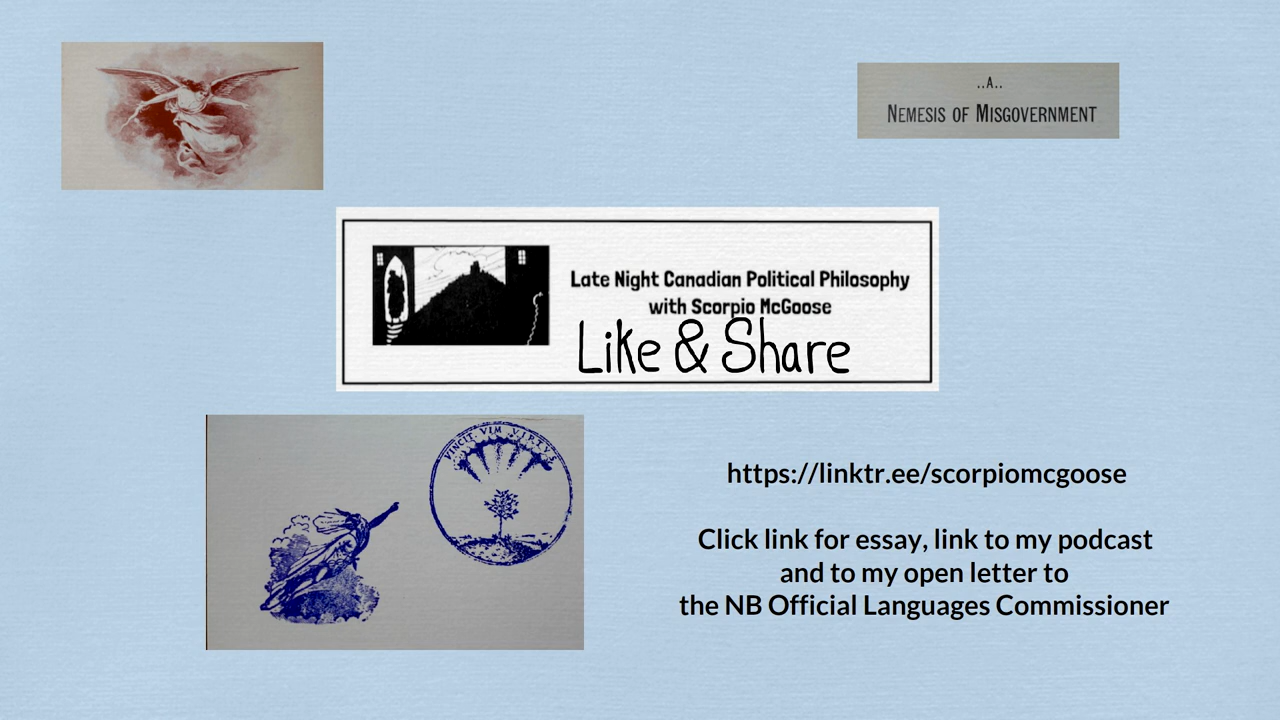 ..A..
NEMESIS OF MISGOVERNMENT
Late Night Canadian Political Philosophy
with Scorpio McGoose
Like & Share
VINCIT VIM VIRTVS
https://linktr.ee/scorpiomcgoose
Click link for essay, link to my podcast
and to my open letter to
the NB Official Languages Commissioner